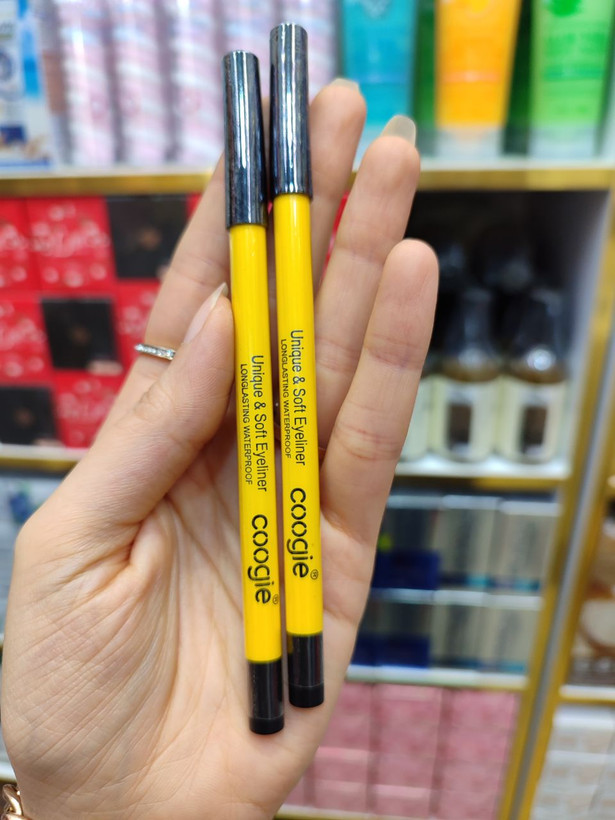 Unique & Soft Eyeliner
LONGLASTING WATERPROOF
coogie®
Unique & Soft Eyeliner
LONGLASTING WATERPROOF
coogie®